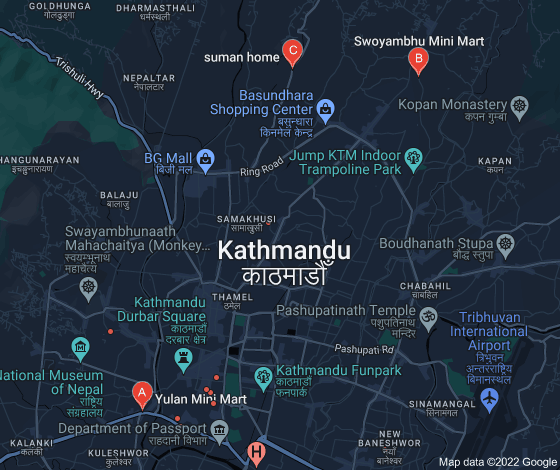 GOLDHUNGA
गोलढुङ्गा
DHARMASTHALI
धर्मस्थली
suman home
C
Swoyambhu Mini Mart
B
Trishuli Hwy
NEPALTAR
नेपालटार
Basundhara
Shopping Center
बसुन्धारा
किनमेल केन्द्र
Kopan Monastery
कपन गुम्बा
HANGUNARAYAN
इचङ्गुनारायण
BG Mall
बिजी नल
Ring Road
Jump KTM Indoor
Trampoline Park
KAPAN
कपन
BALAJU
बालाजु
SAMAKHUSI
सामाखुसी
Swayambhunaath
Mahachaitya (Monkey...
स्वयम्भूनाथ
महाचैत्य
Kathmandu
काठमाडौँ
Boudhanath Stupa
बौद्ध स्तुपा
THAMEL
ठमेल
CHABAHIL
चाबहिल
Kathmandu
Durbar Square
काठमाडौं
दरबार क्षेत्र
Pashupatinath Temple
पशुपतिनाथ
मन्दिर
Tribhuvan
International
Airport
त्रिभुवन
अन्तर्राष्ट्रिय
बिमानस्थल
Pashupati Rd
National Museum
of Nepal
राष्ट्रिय
संग्रहालय
Kathmandu Funpark
काठमाडौं
फनपार्क
A
Yulan Mini Mart
SINAMANGAL
सिनामंगल
Department of Passport
राहदानी विभाग
KALANKI
कलंकी
KULESHWOR
कुलेश्वर
H
NEW
BANESHWOR
नयाँ
बानेश्वर
Map data ©2022 Google